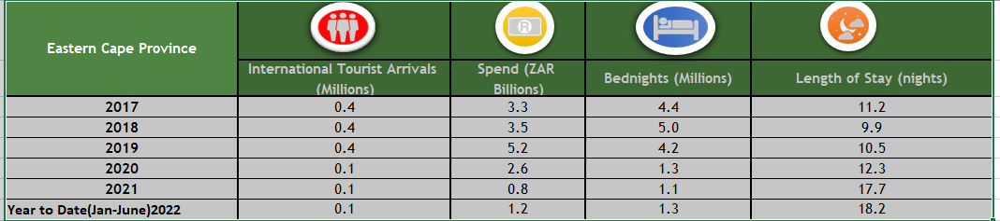 Eastern Cape Province
R
International Tourist Arrivals (Millions)
Spend (ZAR Billions)
Bednights (Millions)
Length of Stay (nights)
2017 0.4 3.3 4.4 11.2
2018 0.4 3.5 5.0 9.9
2019 0.4 5.2 4.2 10.5
2020 0.1 2.6 1.3 12.3
2021 0.1 0.8 1.1 17.7
Year to Date(Jan-June)2022 0.1 1.2 1.3 18.2